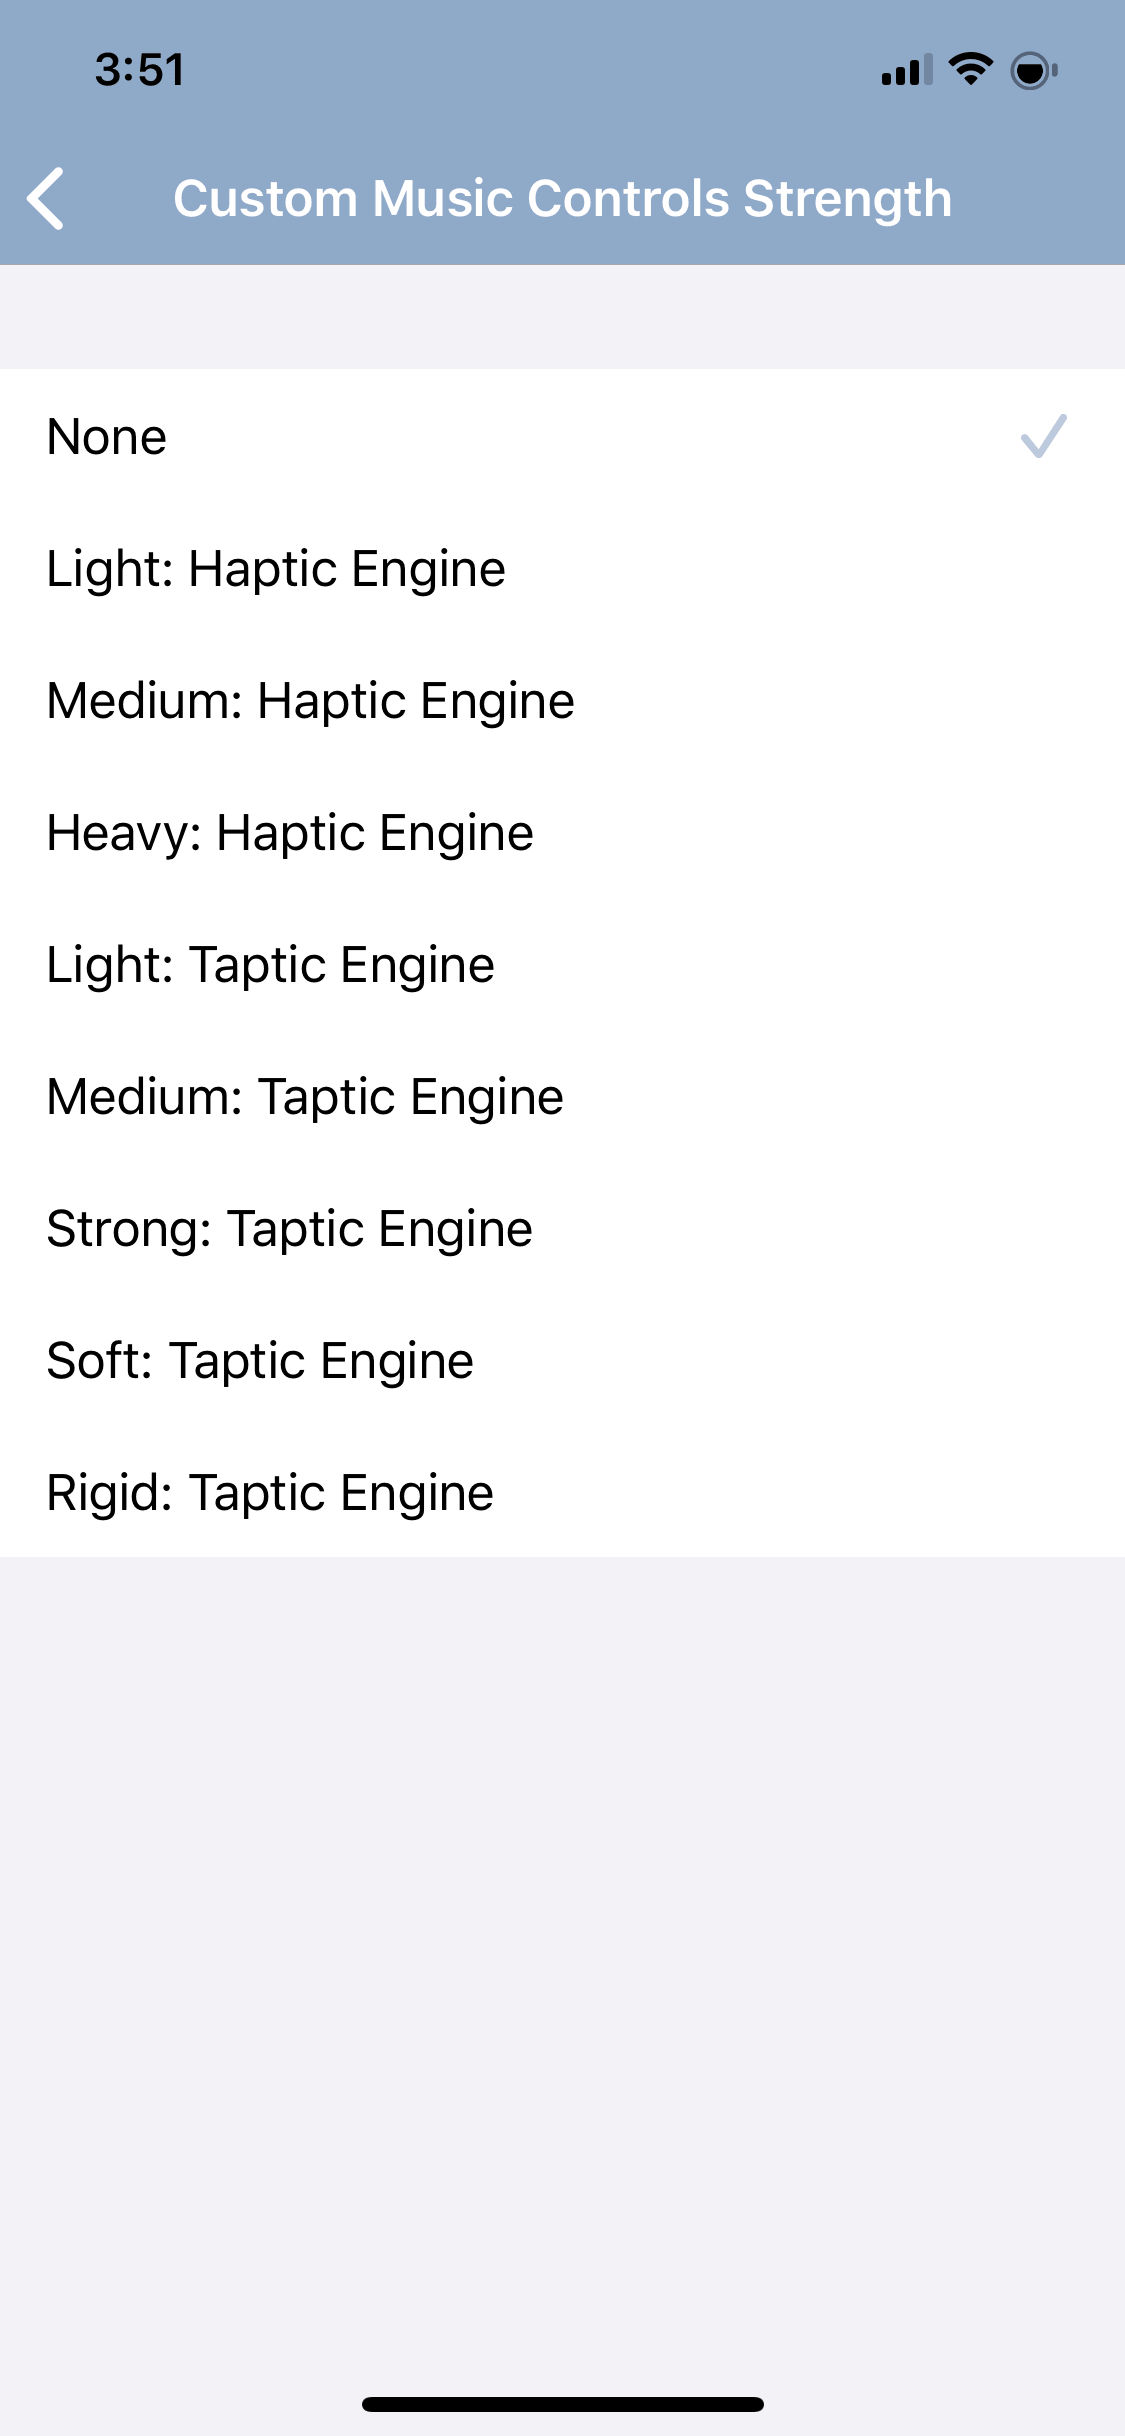 3:51
Custom Music Controls Strength
None
Light: Haptic Engine
Medium: Haptic Engine
Heavy: Haptic Engine
Light: Taptic Engine
Medium: Taptic Engine
Strong: Taptic Engine
Soft: Taptic Engine
Rigid: Taptic Engine